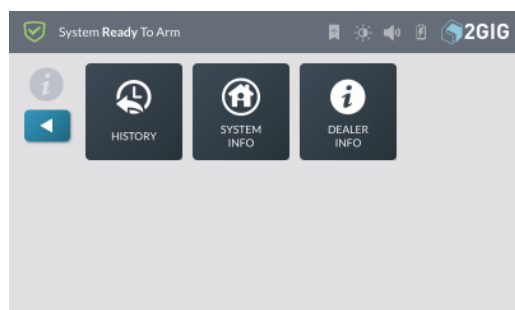 System Ready To Arm
2GIG
HISTORY
SYSTEM
INFO
DEALER
INFO